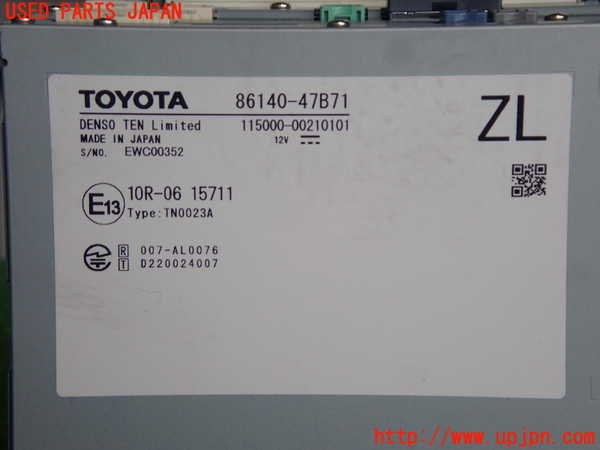 USED PARTS JAPAN
TOYOTA 86140-47B71
DENSO TEN Limited 115000-00210101
MADE IN JAPAN 12V
S/NO. EWC00352
ZL
E13 10R-06 15711
Type:TN0023A
R 007-AL0076
T D220024007
http://www.upjpn.com